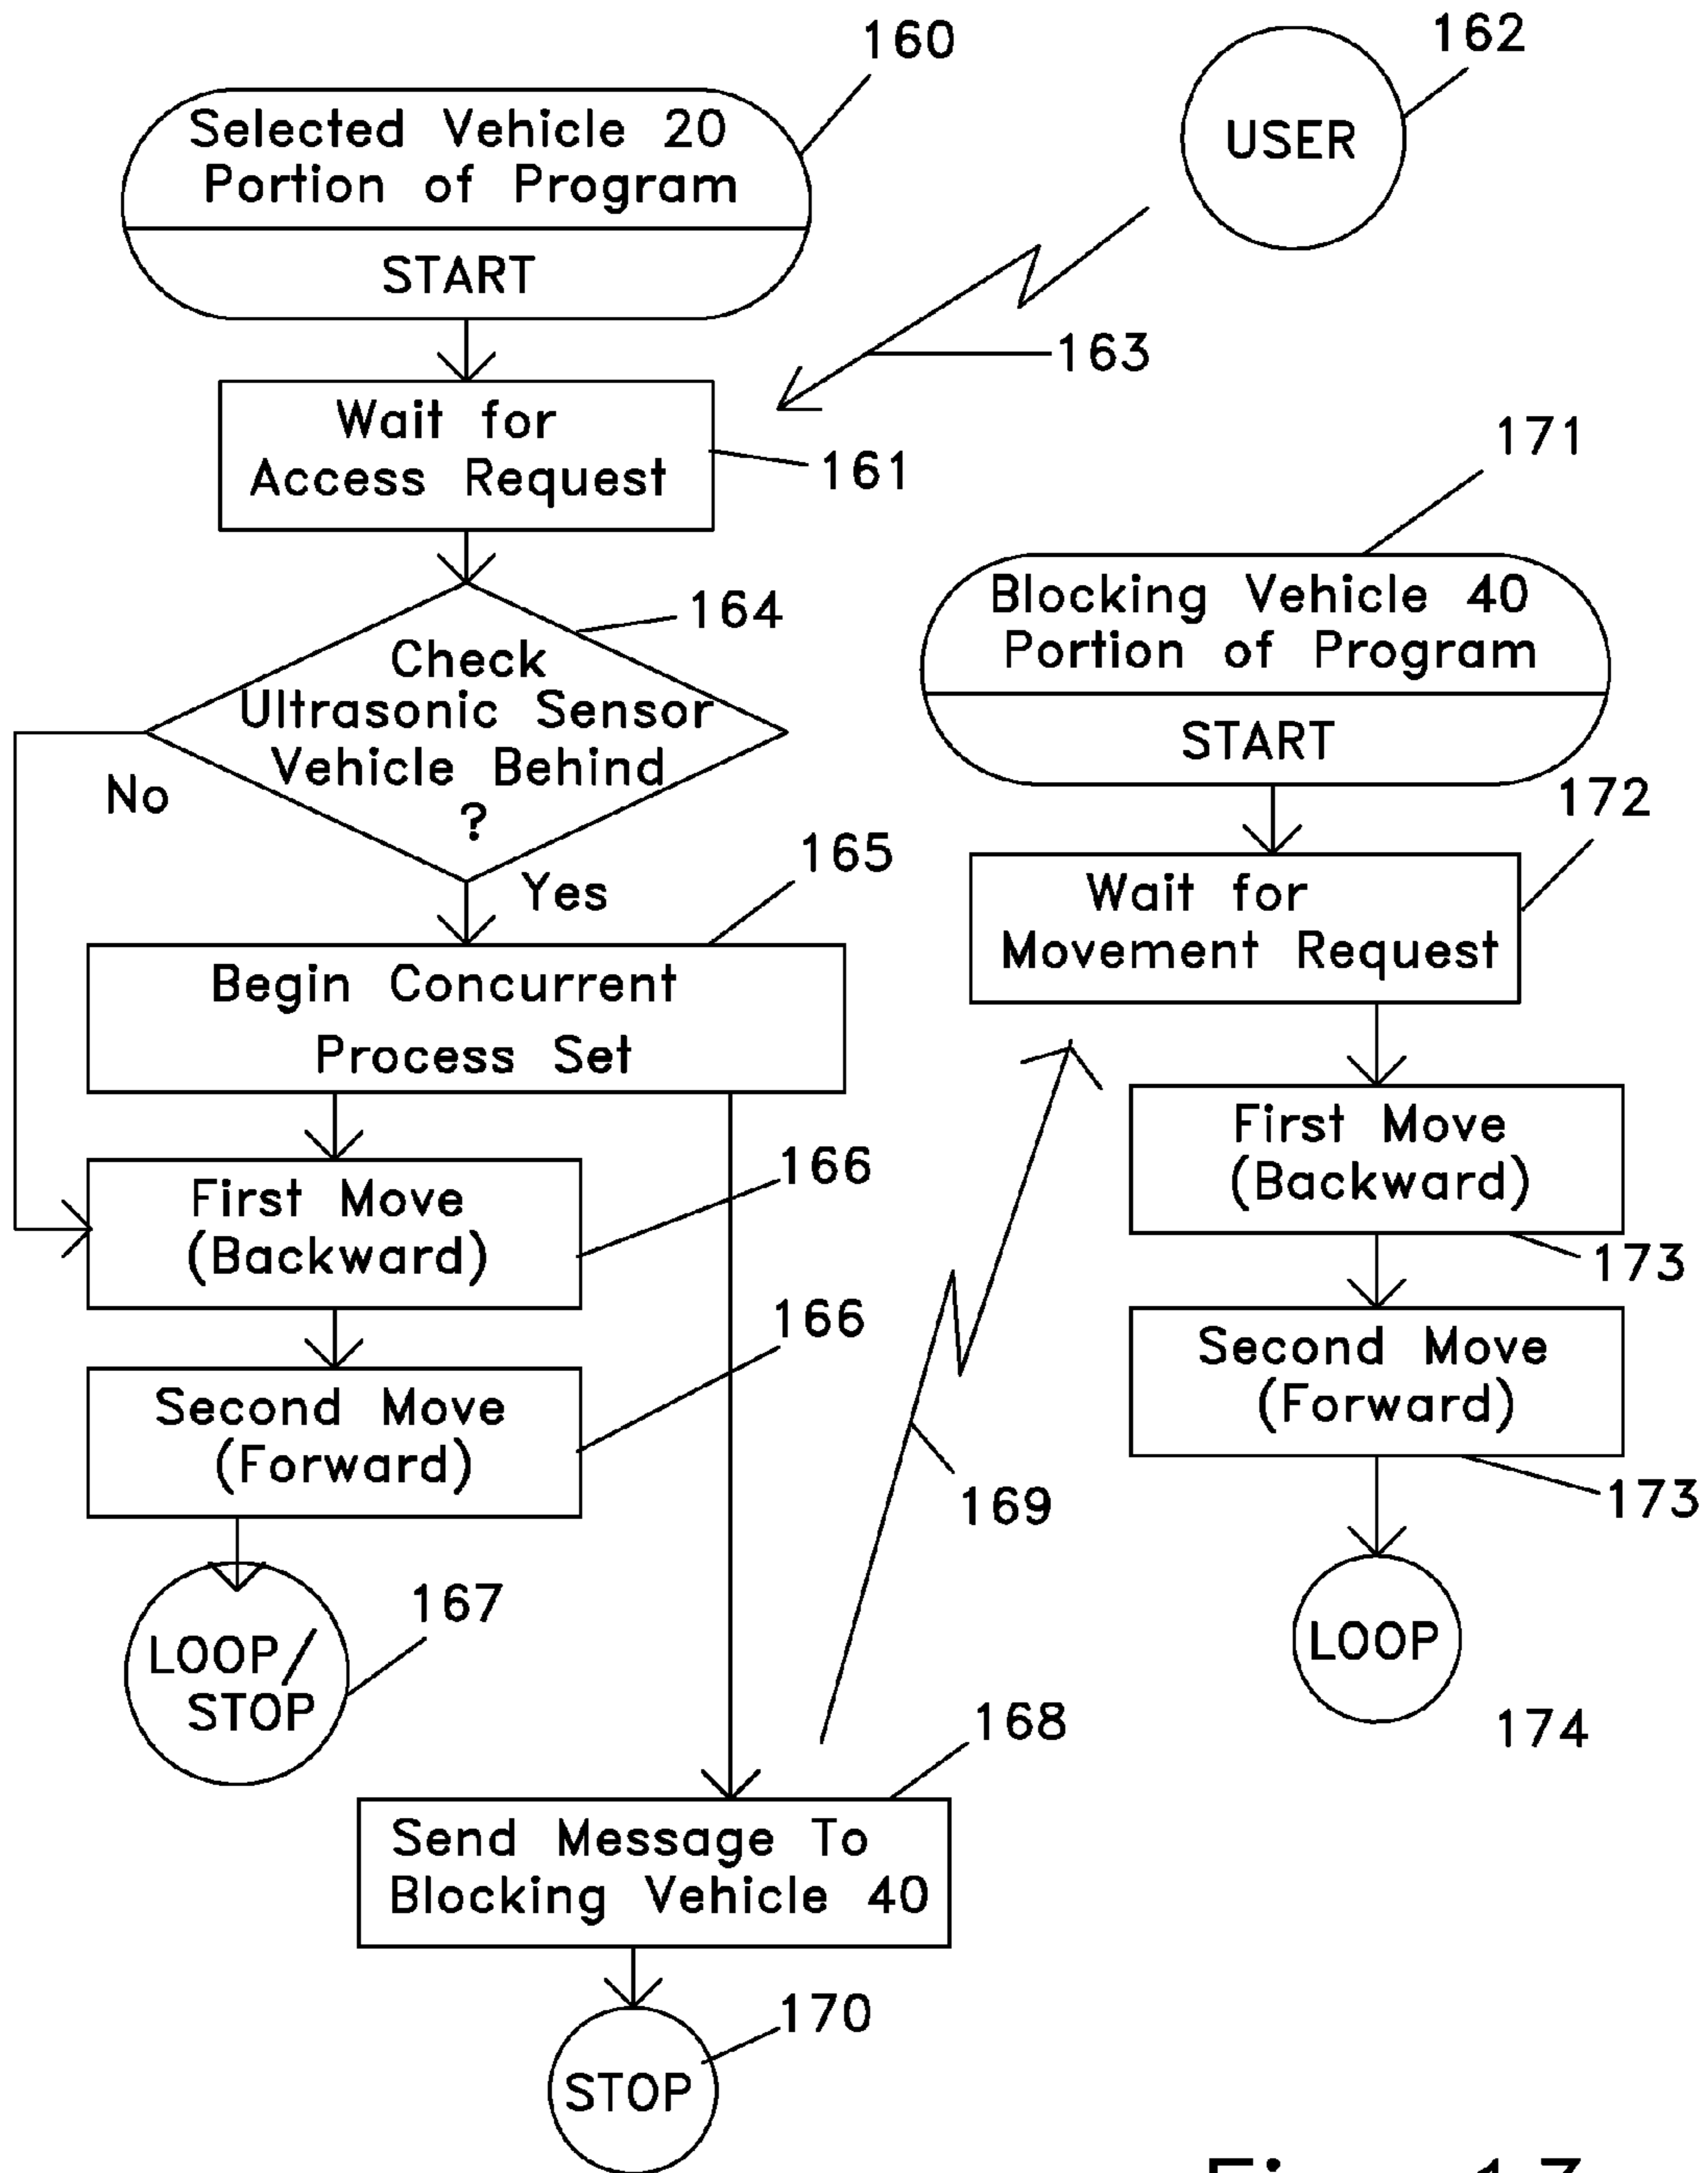 160
162
Selected Vehicle 20
Portion of Program
START
USER
163
Wait for
Access Request
161
171
164
Check
Ultrasonic Sensor
Vehicle Behind
?
No
Yes
Blocking Vehicle 40
Portion of Program
START
172
165
Wait for
Movement Request
Begin Concurrent
Process Set
First Move
(Backward)
166
First Move
(Backward)
173
166
Second Move
(Forward)
Second Move
(Forward)
173
169
167
LOOP/
STOP
LOOP
174
168
Send Message To
Blocking Vehicle 40
170
STOP